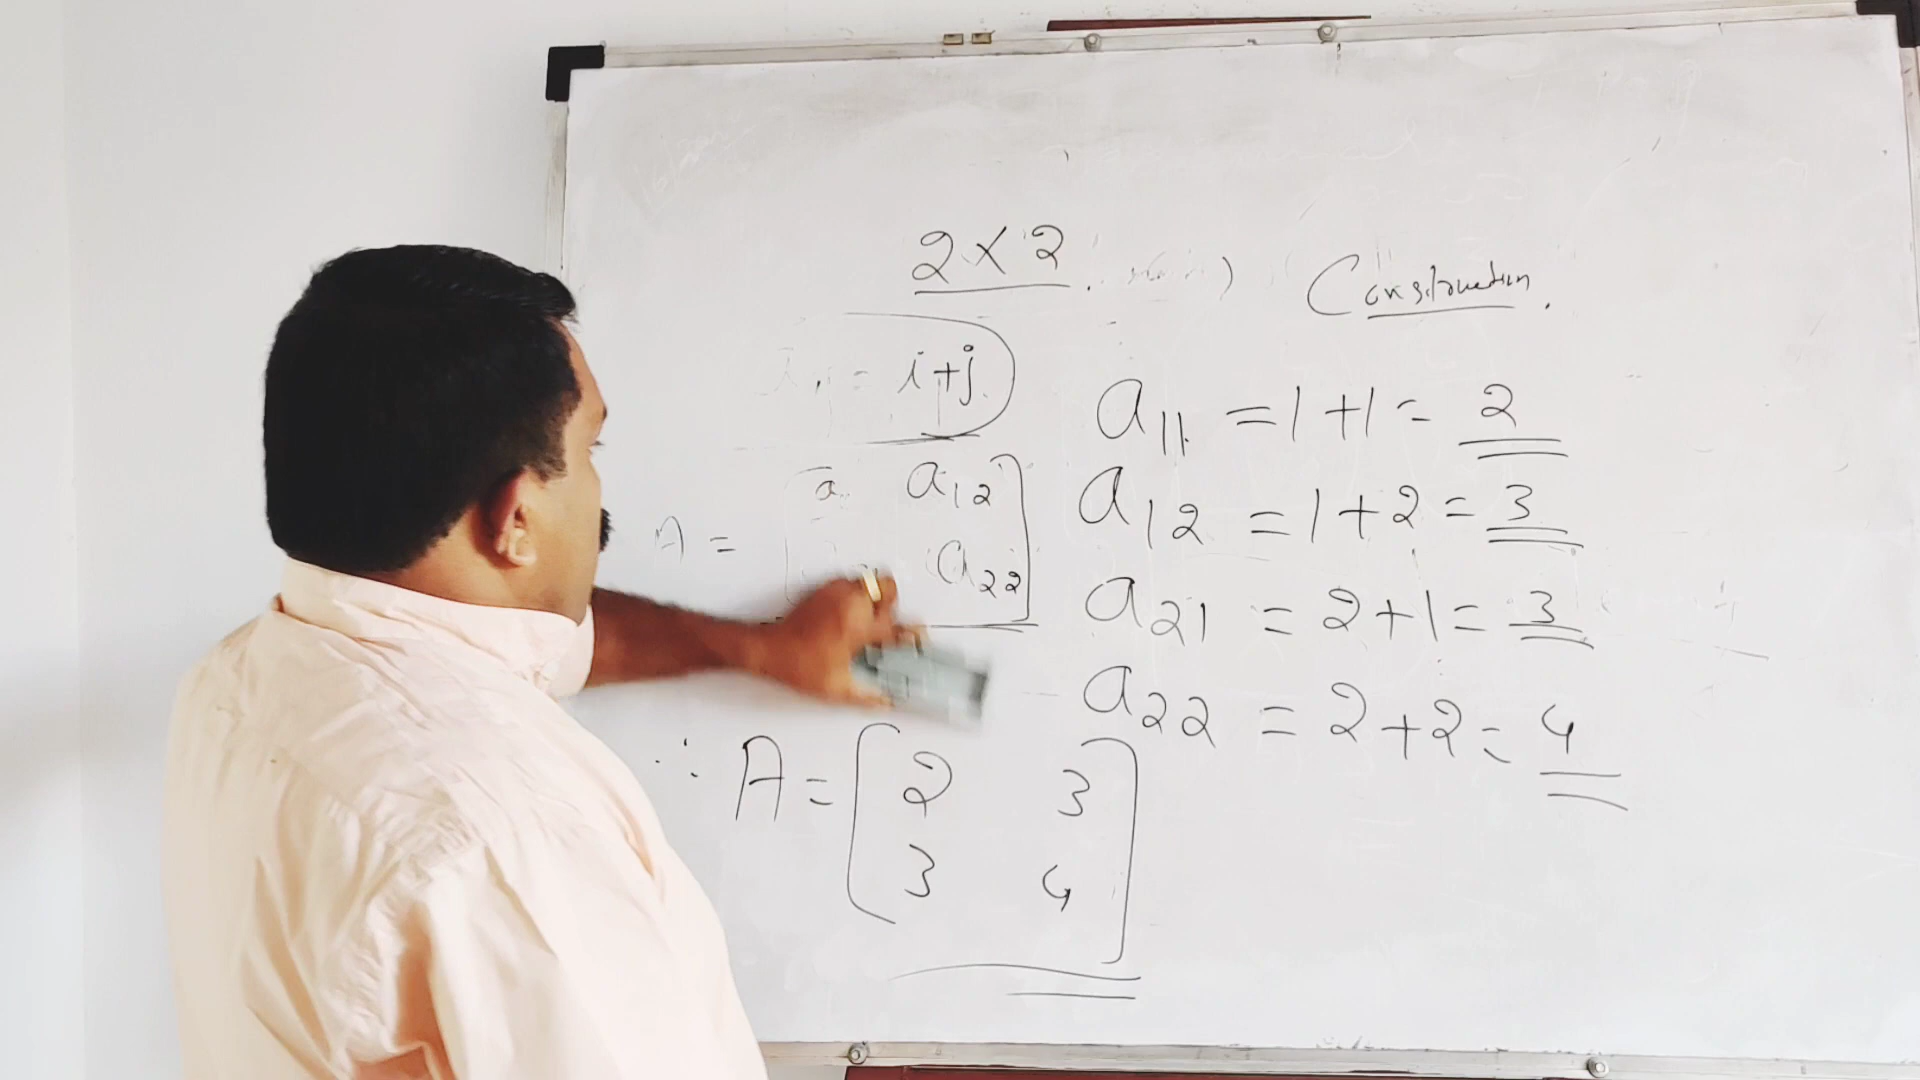 2×2.
Construction.
= i+j
a₁₁ = 1+1 = 2
A = [a a₁₂
a₂₂]
a₁₂ = 1+2 = 3
a₂₁ = 2+1 = 3
a₂₂ = 2+2 = 4
∴ A = [2 3
3 4]